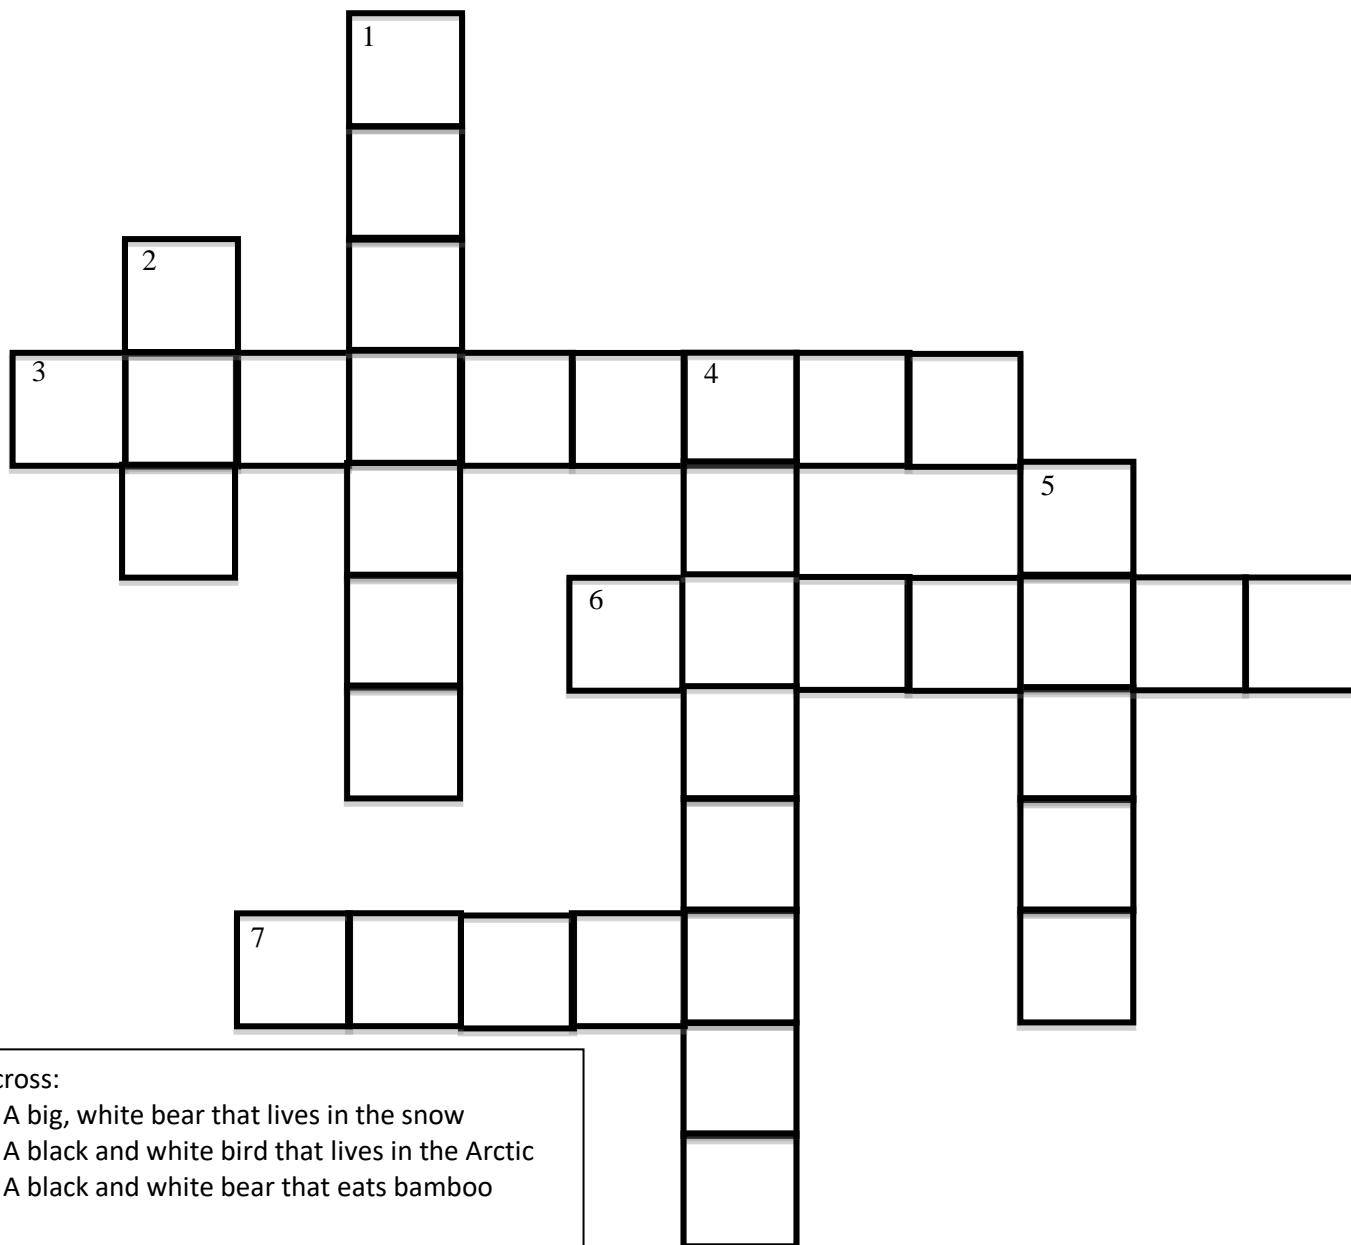 1
2
3 4
5
6
7
cross:
A big, white bear that lives in the snow
A black and white bird that lives in the Arctic
A black and white bear that eats bamboo